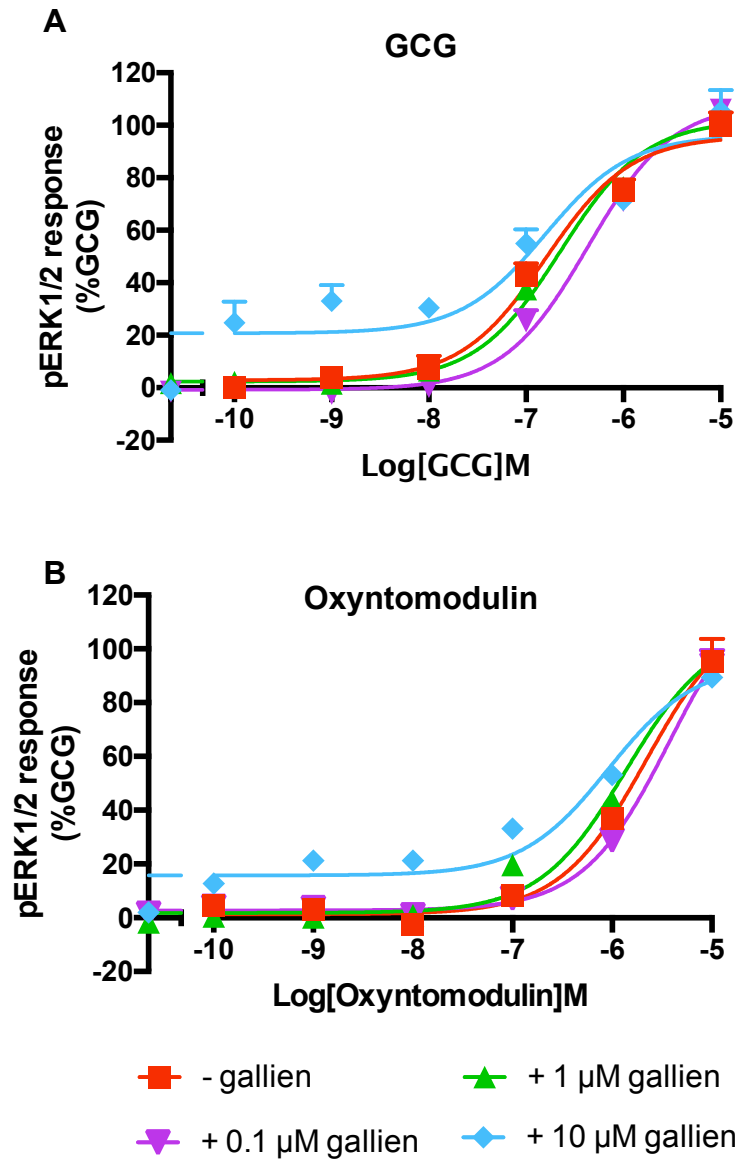 A
GCG
120
100
80
60
40
20
0
-20
pERK1/2 response
(%GCG)
-10 -9 -8 -7 -6 -5
Log[GCG]M
B
Oxyntomodulin
120
100
80
60
40
20
0
-20
pERK1/2 response
(%GCG)
-10 -9 -8 -7 -6 -5
Log[Oxyntomodulin]M
- gallien
+ 1 µM gallien
+ 0.1 µM gallien
+ 10 µM gallien